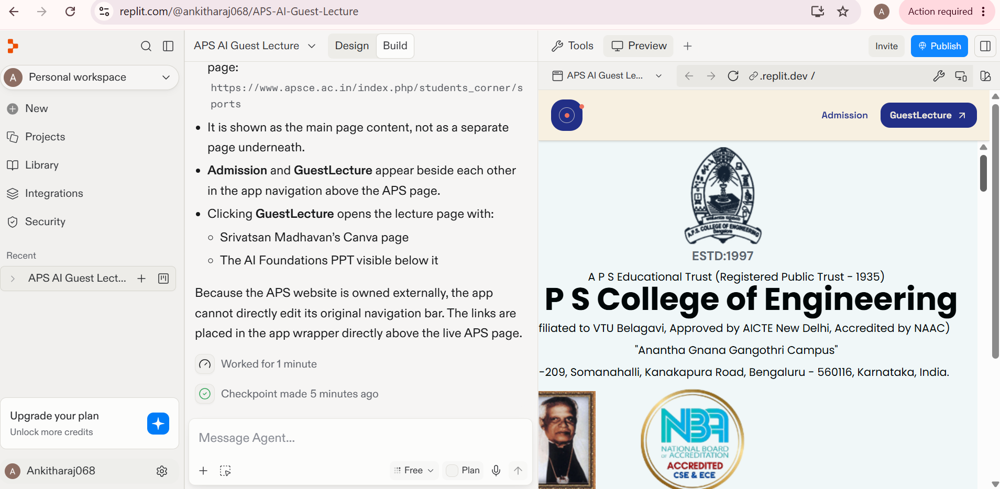 replit.com/@ankitharaj068/APS-AI-Guest-Lecture
A
Action required
A
Personal workspace
New
Projects
Library
Integrations
Security
Recent
APS AI Guest Lect...
Upgrade your plan
Unlock more credits
A
Ankitharaj068
APS AI Guest Lecture
Design
Build
page:
https://www.apsce.ac.in/index.php/students_corner/s
ports
• It is shown as the main page content, not as a separate
page underneath.
• Admission and GuestLecture appear beside each other
in the app navigation above the APS page.
• Clicking GuestLecture opens the lecture page with:
Srivatsan Madhavan’s Canva page
The AI Foundations PPT visible below it
Because the APS website is owned externally, the app
cannot directly edit its original navigation bar. The links are
placed in the app wrapper directly above the live APS page.
Worked for 1 minute
Checkpoint made 5 minutes ago
Message Agent...
Free
Plan
Tools
Preview
Invite
Publish
APS AI Guest Le...
.replit.dev /
Admission
GuestLecture
A.P.S. COLLEGE OF ENGINEERING
Bangalore
ESTD:1997
A P S Educational Trust (Registered Public Trust - 1935)
P S College of Engineering
filiated to VTU Belagavi, Approved by AICTE New Delhi, Accredited by NAAC)
"Anantha Gnana Gangothri Campus"
-209, Somanahalli, Kanakapura Road, Bengaluru - 560116, Karnataka, India.
NBA
NATIONAL BOARD
OF ACCREDITATION
ACCREDITED
CSE & ECE